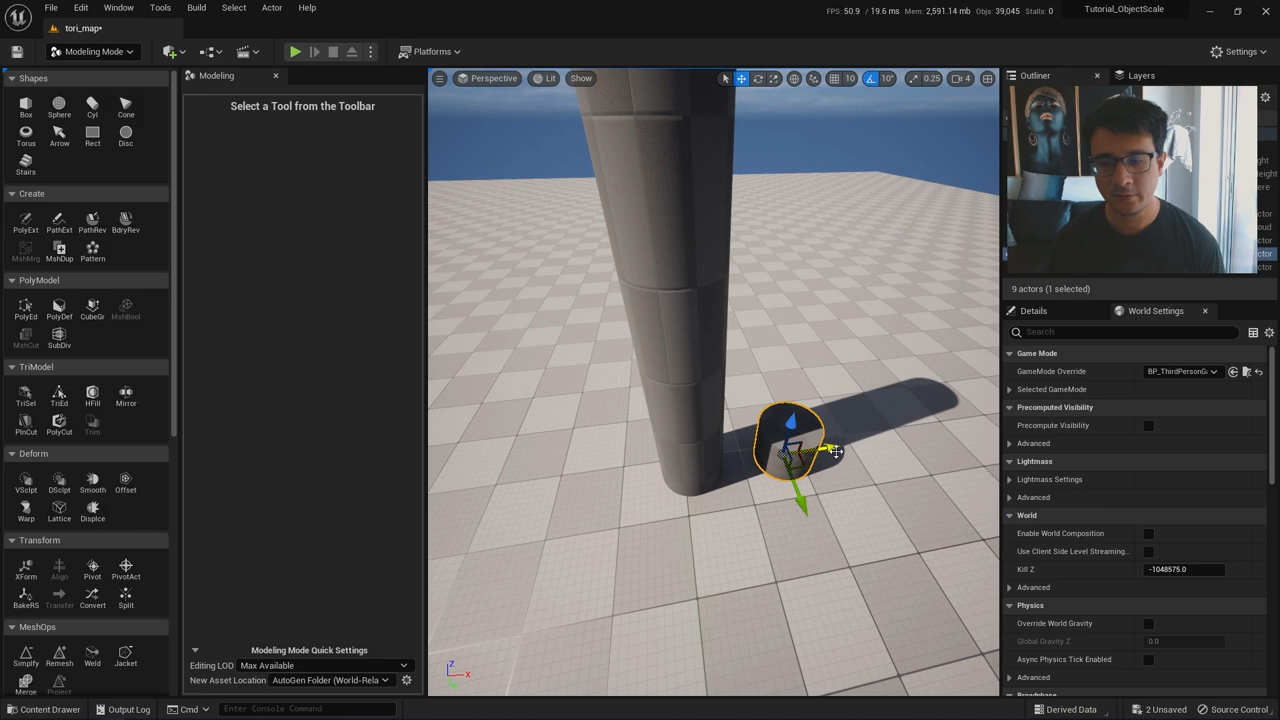 File Edit Window Tools Build Select Actor Help
FPS: 50.9 / 19.6 ms Mem: 2,591.14 mb Objs: 39,045 Stalls: 0
Tutorial_ObjectScale
tori_map*
Modeling Mode
Platforms
Settings
Shapes
Box Sphere Cyl Cone
Torus Arrow Rect Disc
Stairs
Create
PolyExt PathExt PathRev BdryRev
MshMrg MshDup Pattern
PolyModel
PolyEd PolyDef CubeGr MshBool
MshCut SubDiv
TriModel
TriSel TriEd HFill Mirror
PlnCut PolyCut Trim
Deform
VSclpt DSclpt Smooth Offset
Warp Lattice Displce
Transform
XForm Align Pivot PivotAct
BakeRS Transfer Convert Split
MeshOps
Simplfy Remesh Weld Jacket
Merge Project
Modeling
Select a Tool from the Toolbar
Modeling Mode Quick Settings
Editing LOD Max Available
New Asset Location AutoGen Folder (World-Rela
Perspective Lit Show
10 10° 0.25 4
Z
X
Outliner Layers
9 actors (1 selected)
Details World Settings
Search
Game Mode
GameMode Override BP_ThirdPersonG
Selected GameMode
Precomputed Visibility
Precompute Visibility
Advanced
Lightmass
Lightmass Settings
Advanced
World
Enable World Composition
Use Client Side Level Streaming...
Kill Z -1048575.0
Advanced
Physics
Override World Gravity
Global Gravity Z 0.0
Async Physics Tick Enabled
Advanced
Broadphase
Content Drawer Output Log Cmd Enter Console Command
Derived Data 2 Unsaved Source Control